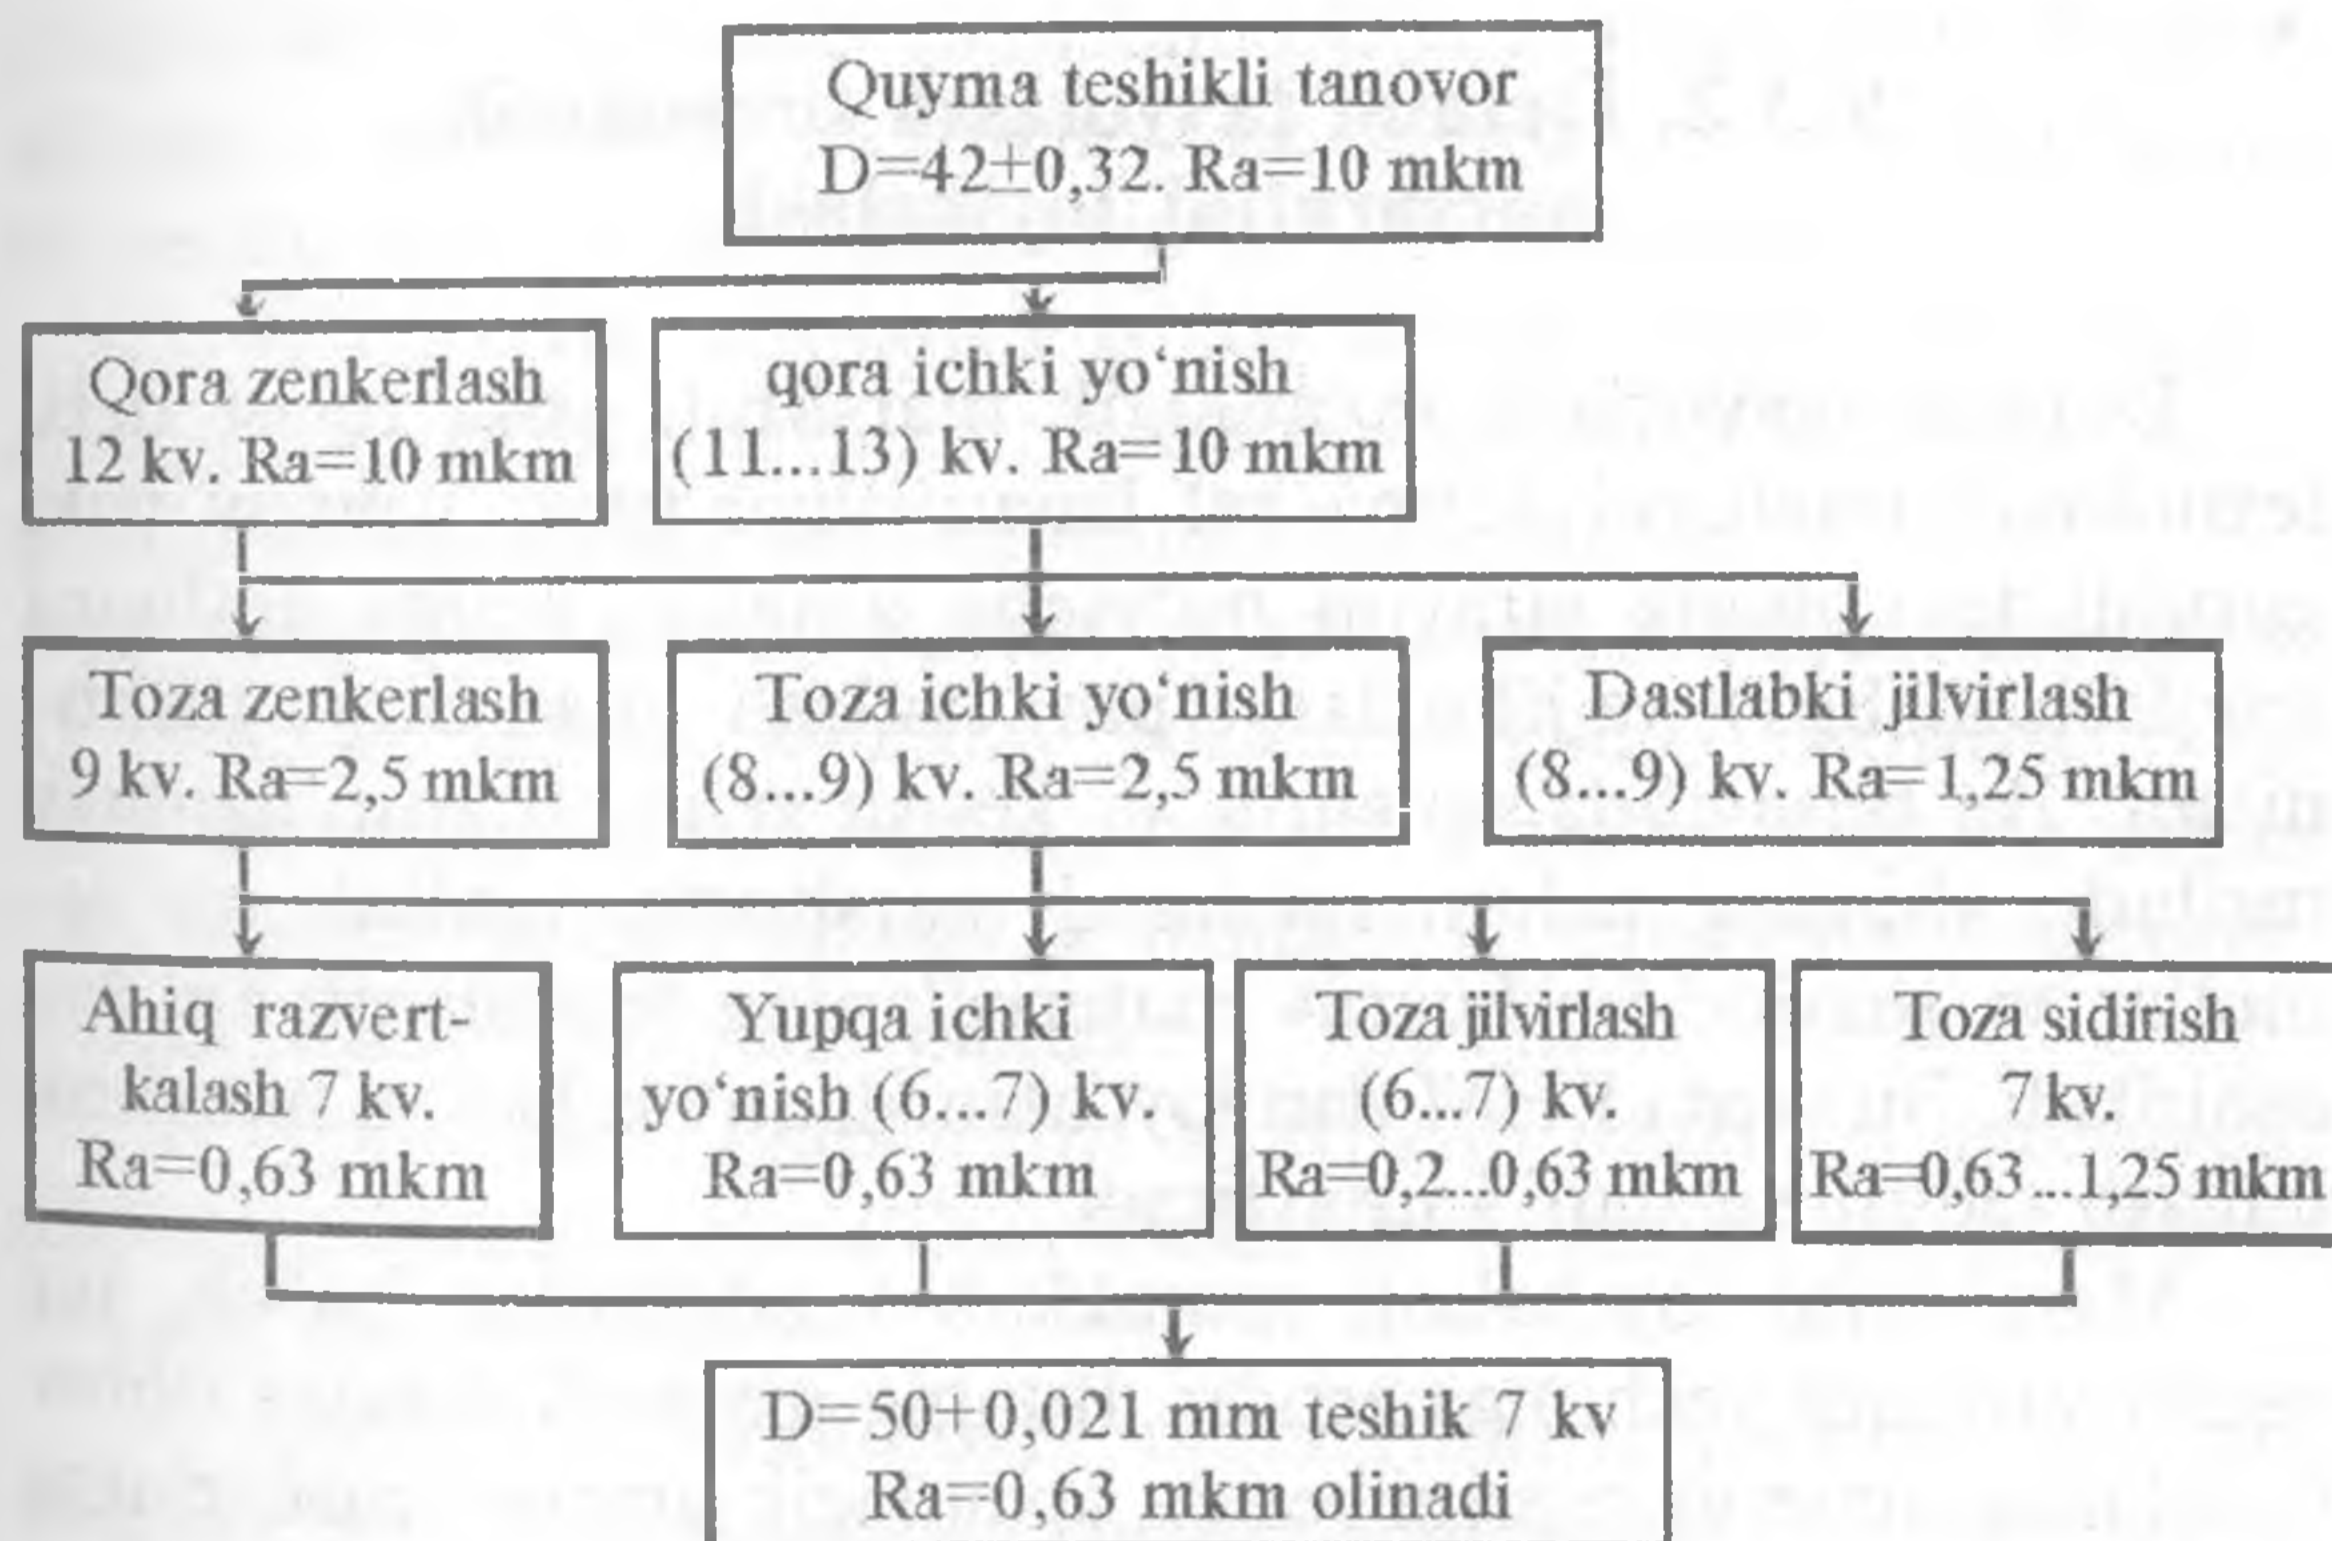 Quyma teshikli tanovor
D=42±0,32. Ra=10 mkm
Qora zenkerlash
12 kv. Ra=10 mkm
qora ichki yo‘nish
(11...13) kv. Ra=10 mkm
Toza zenkerlash
9 kv. Ra=2,5 mkm
Toza ichki yo‘nish
(8...9) kv. Ra=2,5 mkm
Dastlabki jilvirlash
(8...9) kv. Ra=1,25 mkm
Ahiq razvert-
kalash 7 kv.
Ra=0,63 mkm
Yupqa ichki
yo‘nish (6...7) kv.
Ra=0,63 mkm
Toza jilvirlash
(6...7) kv.
Ra=0,2...0,63 mkm
Toza sidirish
7 kv.
Ra=0,63...1,25 mkm
D=50+0,021 mm teshik 7 kv
Ra=0,63 mkm olinadi